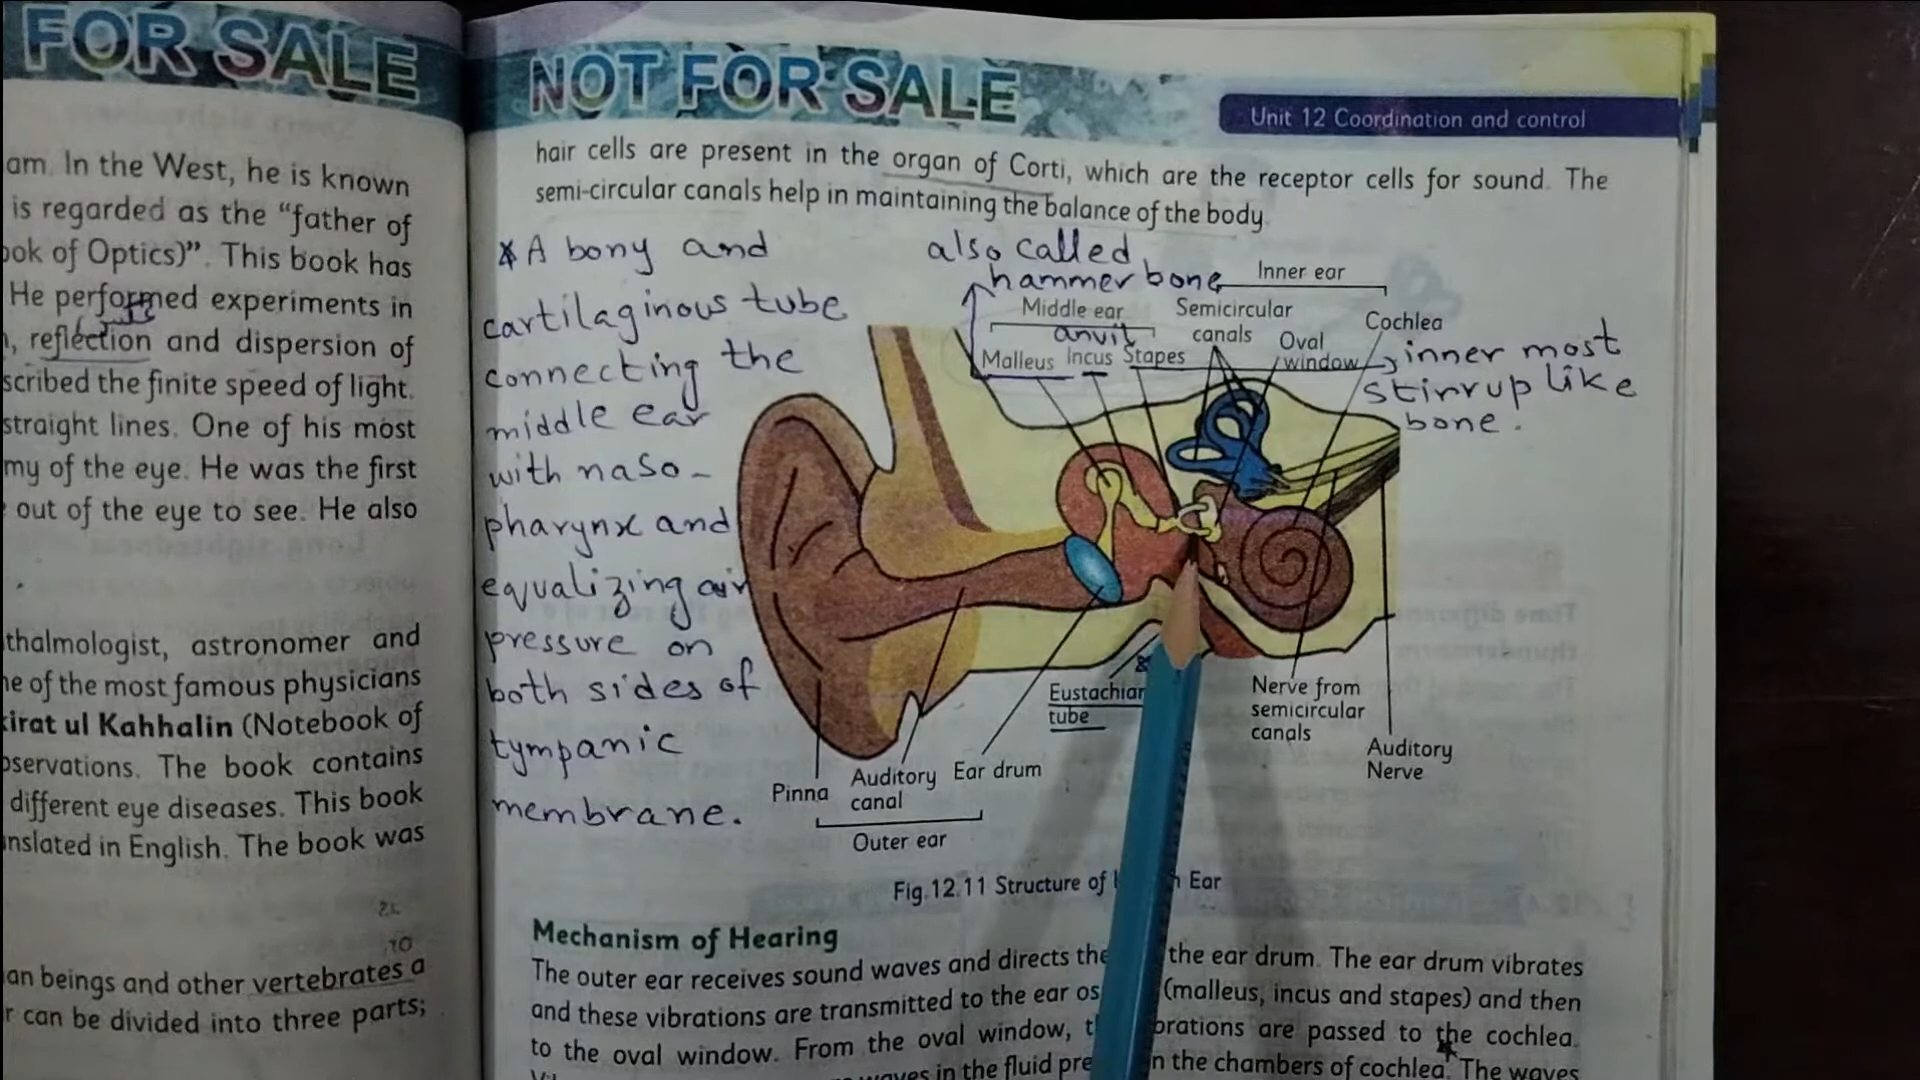 FOR SALE
am. In the West, he is known
is regarded as the “father of
ook of Optics)”. This book has
He performed experiments in
reflection and dispersion of
scribed the finite speed of light.
straight lines. One of his most
my of the eye. He was the first
out of the eye to see. He also
thalmologist, astronomer and
ne of the most famous physicians
kirat ul Kahhalin (Notebook of
bservations. The book contains
different eye diseases. This book
anslated in English. The book was
an beings and other vertebrates a
r can be divided into three parts;
NOT FOR SALE
Unit 12 Coordination and control
hair cells are present in the organ of Corti, which are the receptor cells for sound. The
semi-circular canals help in maintaining the balance of the body.
* A bony and
cartilaginous tube
connecting the
middle ear
with naso-
pharynx and
equalizing air
pressure on
both sides of
tympanic
membrane.
also called
hammer bone
Inner ear
Middle ear
Semicircular
canals
anvil
Malleus Incus Stapes
Oval
window
Cochlea
inner most
stirrup like
bone.
Eustachian
tube
Nerve from
semicircular
canals
Auditory
Nerve
Pinna
Auditory
canal
Ear drum
Outer ear
Fig.12.11 Structure of Ear
Mechanism of Hearing
The outer ear receives sound waves and directs the the ear drum. The ear drum vibrates
and these vibrations are transmitted to the ear os (malleus, incus and stapes) and then
to the oval window. From the oval window, brations are passed to the cochlea.
waves in the fluid pre n the chambers of cochlea. The waves